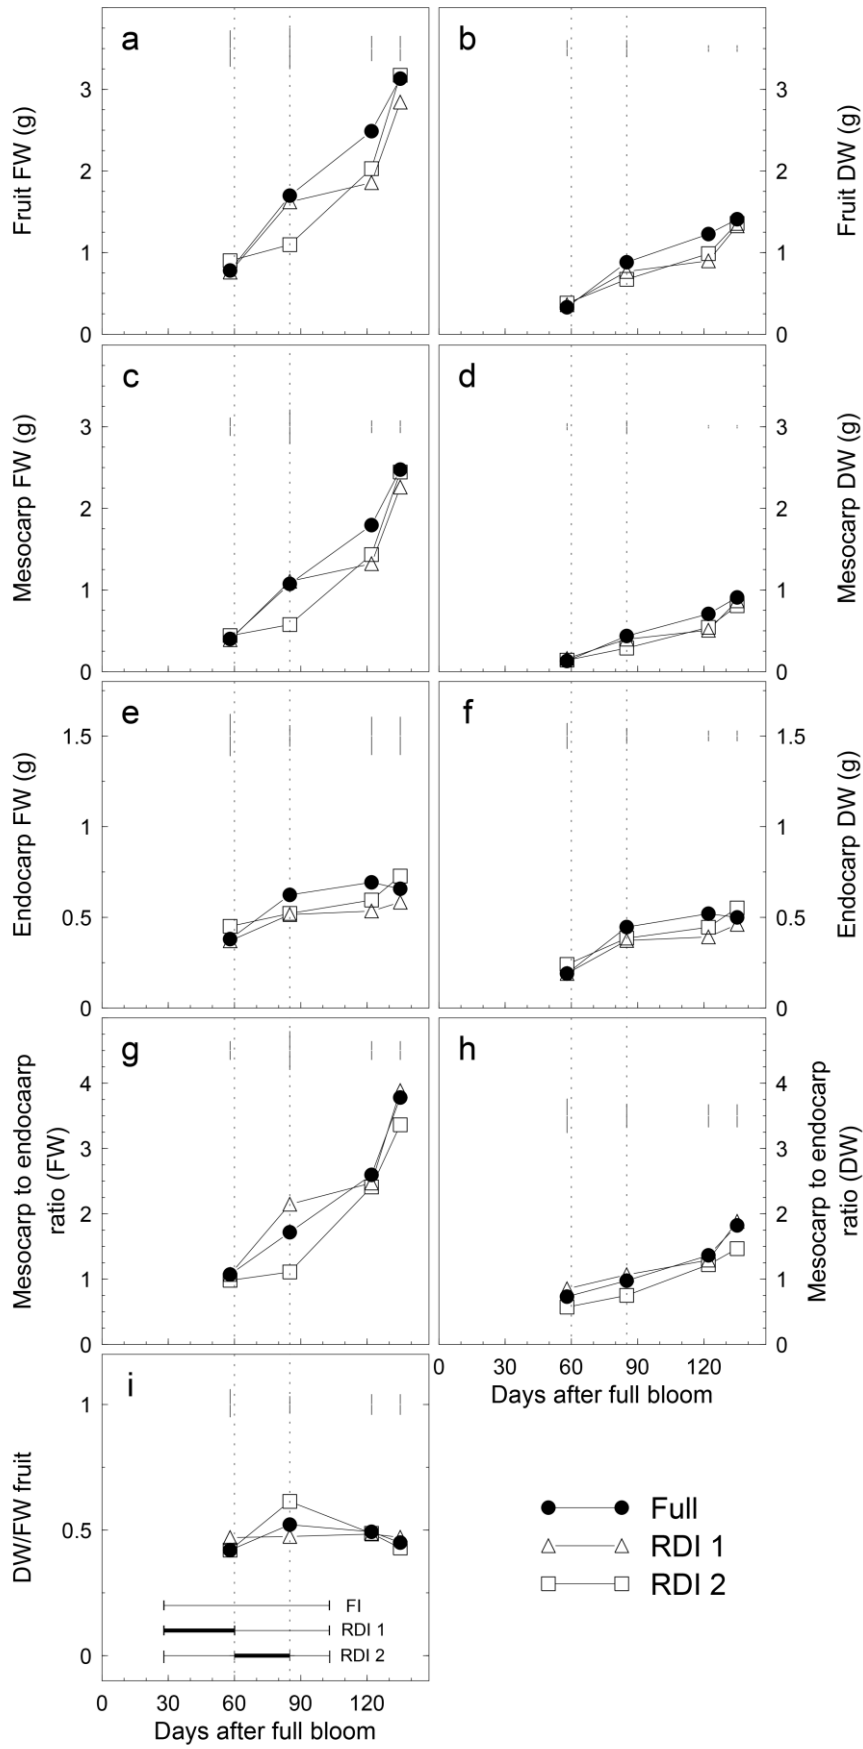 a
b
3
2
1
0
Fruit FW (g)
3
2
1
0
Fruit DW (g)
c
d
3
2
1
0
Mesocarp FW (g)
3
2
1
0
Mesocarp DW (g)
e
f
1.5
1
0.5
0
Endocarp FW (g)
1.5
1
0.5
0
Endocarp DW (g)
g
h
4
3
2
1
0
Mesocarp to endocaarp
ratio (FW)
4
3
2
1
0
Mesocarp to endocarp
ratio (DW)
0 30 60 90 120
Days after full bloom
i
1
0.5
0
DW/FW fruit
FI
RDI 1
RDI 2
0 30 60 90 120
Days after full bloom
Full
RDI 1
RDI 2